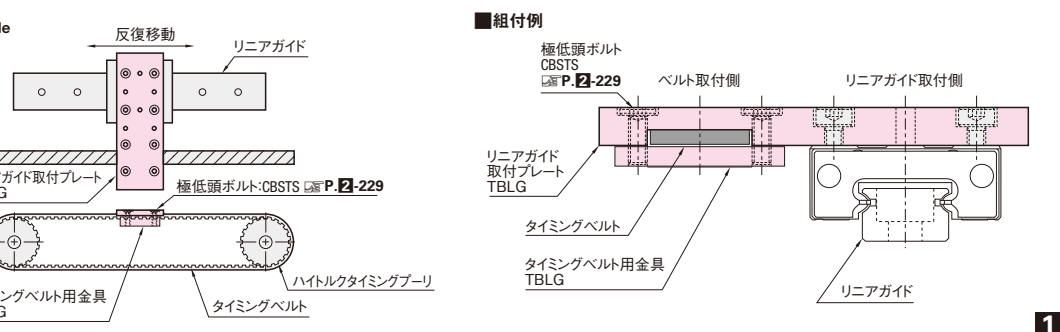 反復移動
リニアガイド
ガイド取付プレート
極低頭ボルト:CBSTS P.2-229
ングベルト用金具
タイミングベルト
ハイトルクタイミングプーリ
■組付例
極低頭ボルト
CBSTS
P.2-229
ベルト取付側
リニアガイド取付側
リニアガイド
取付プレート
TBLG
タイミングベルト
タイミングベルト用金具
TBLG
リニアガイド
1